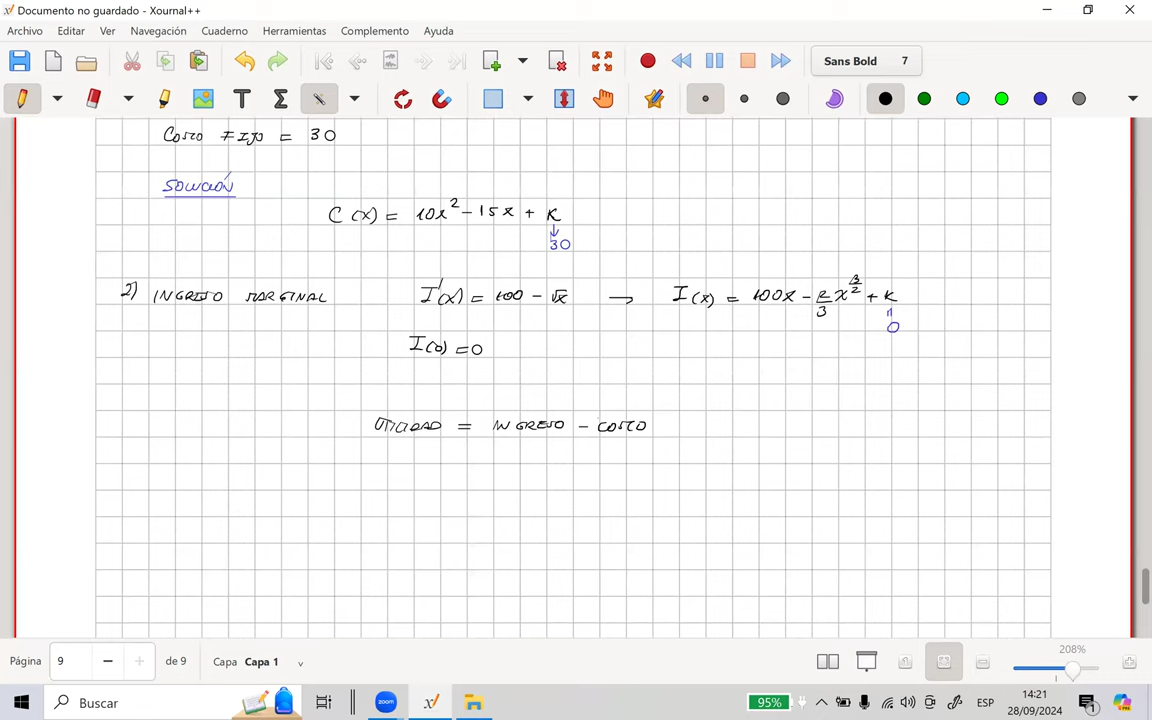 Documento no guardado - Xournal++
Archivo Editar Ver Navegación Cuaderno Herramientas Complemento Ayuda
Sans Bold 7
COSTO FIJO = 30
SOLUCIÓN
C(x) = 10x² - 15x + K
↓
30
2) INGRESO MARGINAL I'(x) = 100 - √x → I(x) = 100x - 2/3 x^(3/2) + K
↑
0
I(0) = 0
UTILIDAD = INGRESO - COSTO
Página 9 de 9 Capa Capa 1 208%
Buscar zoom 95% ESP 14:21
28/09/2024 1